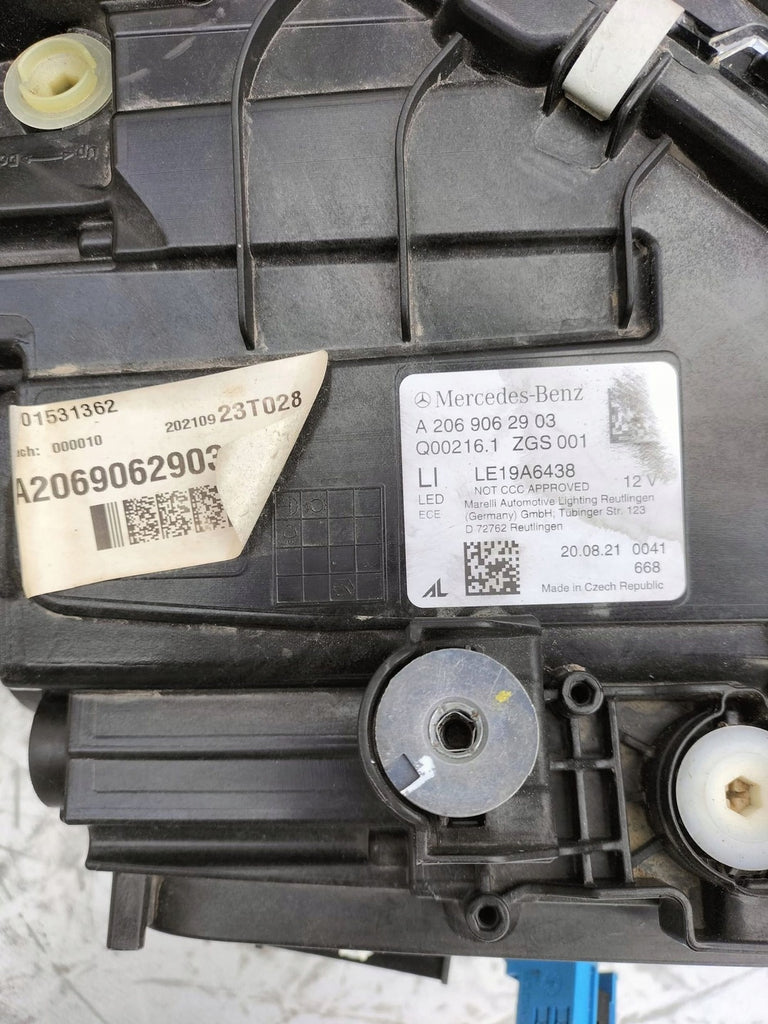 01531362
202109 23T028
ch: 000010
A206906290
Mercedes-Benz
A 206 906 29 03
Q00216.1 ZGS 001
LI LE19A6438 12 V
LED NOT CCC APPROVED
ECE Marelli Automotive Lighting Reutlingen
(Germany) GmbH; Tübinger Str. 123
D 72762 Reutlingen
20.08.21 0041
668
AL Made in Czech Republic